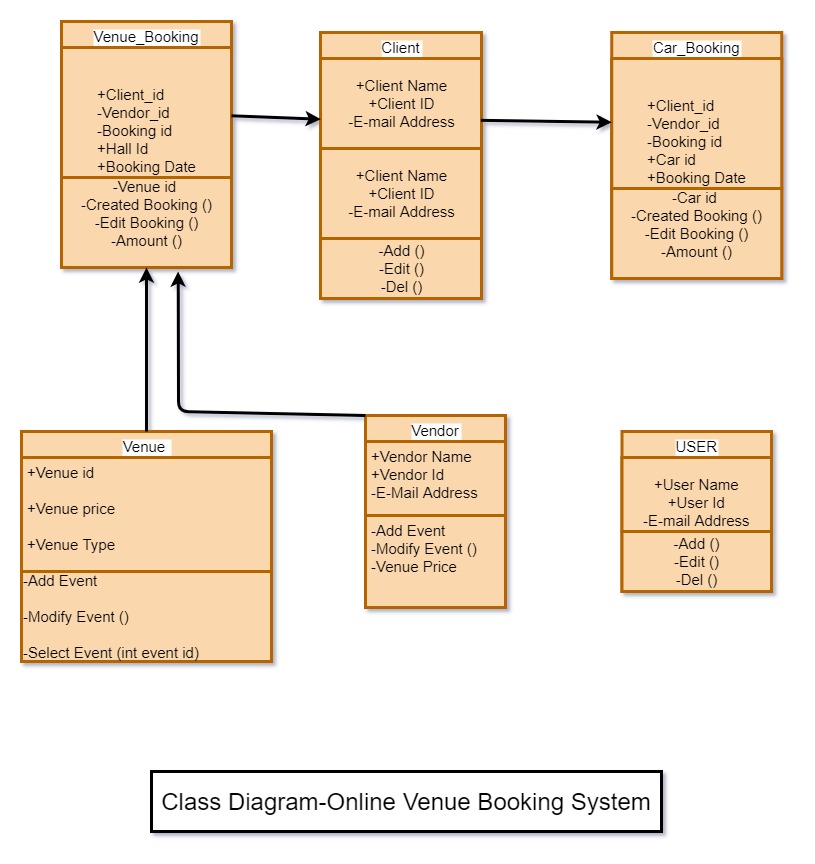 Venue_Booking
+Client_id
-Vendor_id
-Booking id
+Hall Id
+Booking Date
-Venue id
-Created Booking ()
-Edit Booking ()
-Amount ()
Client
+Client Name
+Client ID
-E-mail Address
+Client Name
+Client ID
-E-mail Address
-Add ()
-Edit ()
-Del ()
Car_Booking
+Client_id
-Vendor_id
-Booking id
+Car id
+Booking Date
-Car id
-Created Booking ()
-Edit Booking ()
-Amount ()
Venue
+Venue id
+Venue price
+Venue Type
-Add Event
-Modify Event ()
-Select Event (int event id)
Vendor
+Vendor Name
+Vendor Id
-E-Mail Address
-Add Event
-Modify Event ()
-Venue Price
USER
+User Name
+User Id
-E-mail Address
-Add ()
-Edit ()
-Del ()
Class Diagram-Online Venue Booking System